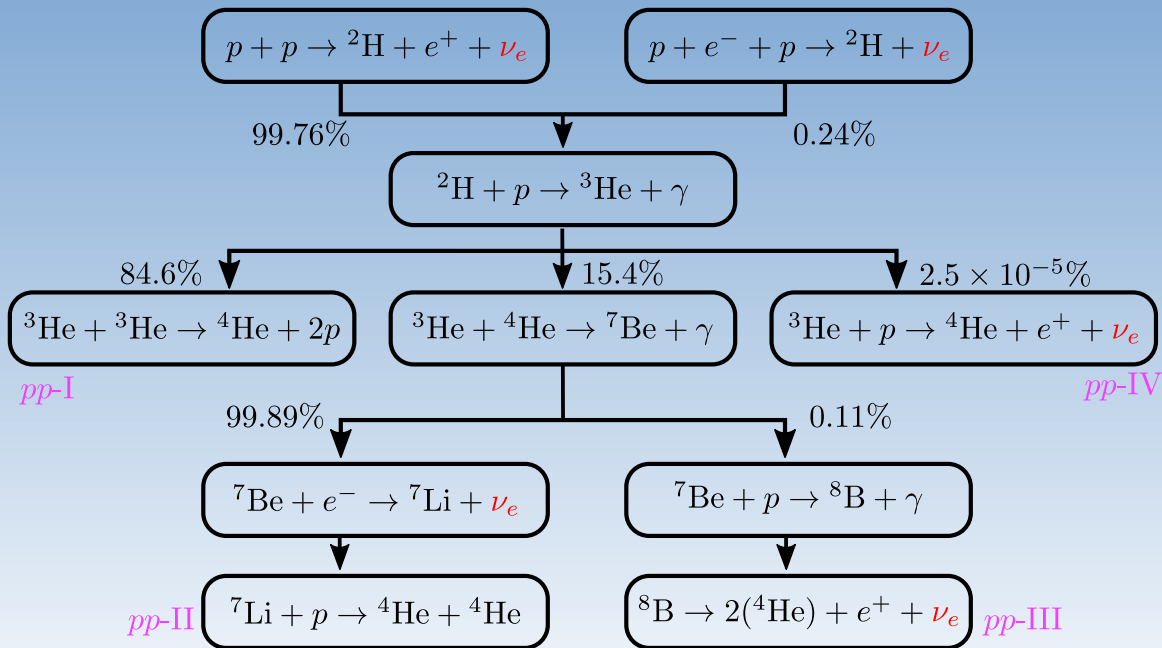 p + p → ²H + e⁺ + νₑ
p + e⁻ + p → ²H + νₑ
99.76%
0.24%
²H + p → ³He + γ
84.6%
15.4%
2.5 × 10⁻⁵%
³He + ³He → ⁴He + 2p
³He + ⁴He → ⁷Be + γ
³He + p → ⁴He + e⁺ + νₑ
pp-I
pp-IV
99.89%
0.11%
⁷Be + e⁻ → ⁷Li + νₑ
⁷Be + p → ⁸B + γ
pp-II
⁷Li + p → ⁴He + ⁴He
⁸B → 2(⁴He) + e⁺ + νₑ
pp-III